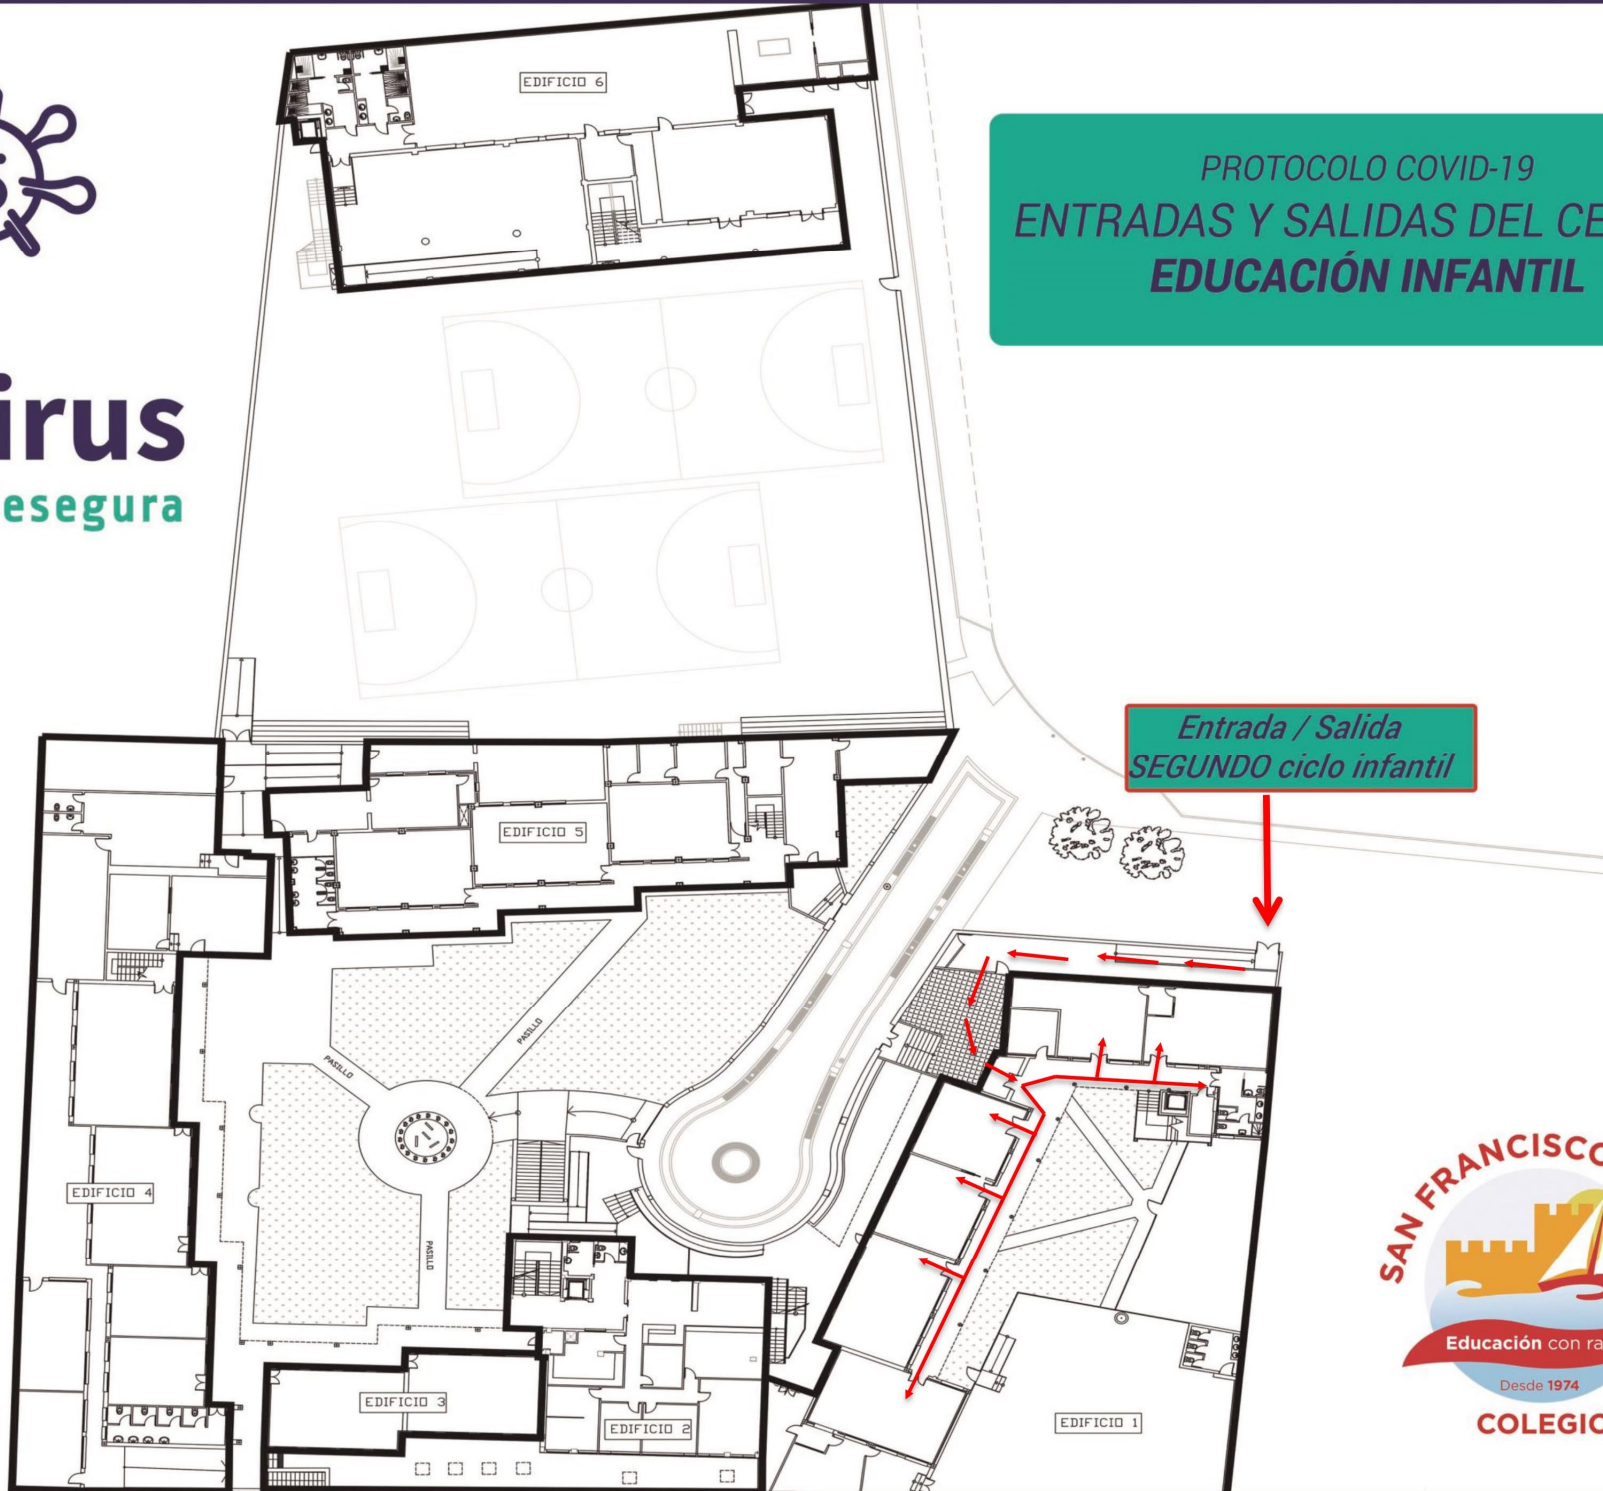 EDIFICIO 6
PROTOCOLO COVID-19
ENTRADAS Y SALIDAS DEL CE
EDUCACIÓN INFANTIL
irus
esegura
Entrada / Salida
SEGUNDO ciclo infantil
EDIFICIO 5
PASILLO
PASILLO
EDIFICIO 4
PASILLO
EDIFICIO 3
EDIFICIO 2
EDIFICIO 1
SAN FRANCISCO
Educación con ra
Desde 1974
COLEGIO